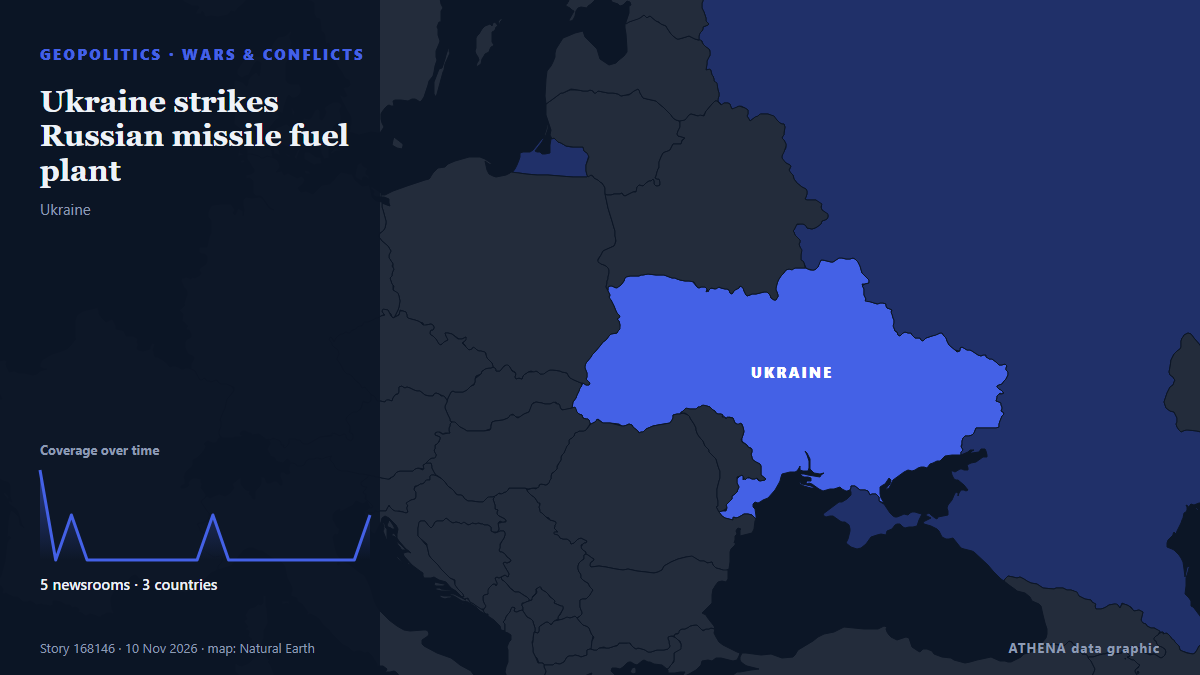 GEOPOLITICS · WARS & CONFLICTS
Ukraine strikes
Russian missile fuel
plant
Ukraine
UKRAINE
Coverage over time
5 newsrooms · 3 countries
Story 168146 · 10 Nov 2026 · map: Natural Earth
ATHENA data graphic